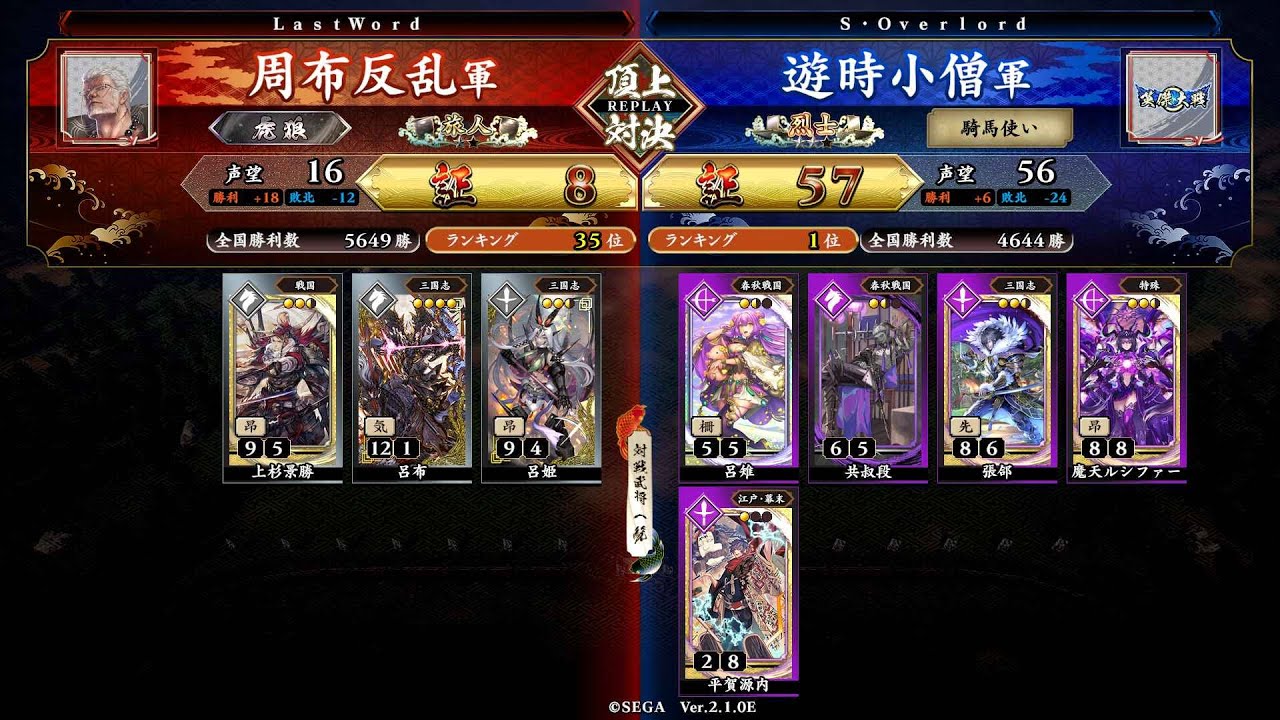 LastWord
S・Overlord
周布反乱軍
頂上
REPLAY
対決
遊時小僧軍
英傑大戦
旅人
烈士
騎馬使い
声望 16
勝利 +18 敗北 -12
証 8
証 57
声望 56
勝利 +6 敗北 -24
全国勝利数 5649勝
ランキング 35位
ランキング 1位
全国勝利数 4644勝
戦国
昂
9 5
上杉景勝
三国志
気
12 1
呂布
三国志
昂
9 4
呂姫
対戦武将一覧
春秋戦国
柵
5 5
呂雉
春秋戦国
6 5
共叔段
三国志
先
8 6
張郃
特殊
昂
8 8
魔天ルシファー
江戸・幕末
2 8
平賀源内
©SEGA Ver.2.1.0E